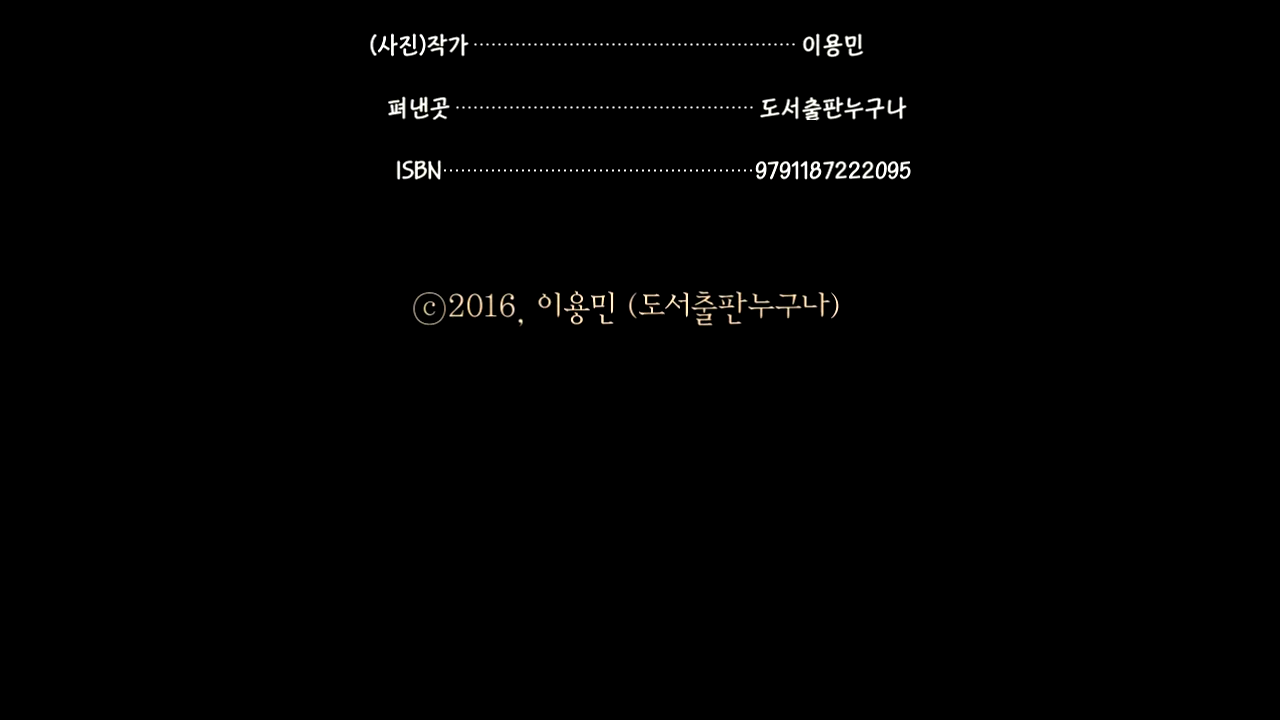 (사진)작가 ······················································ 이용민
펴낸곳 ·················································· 도서출판누구나
ISBN····················································9791187222095
ⓒ2016, 이용민 (도서출판누구나)